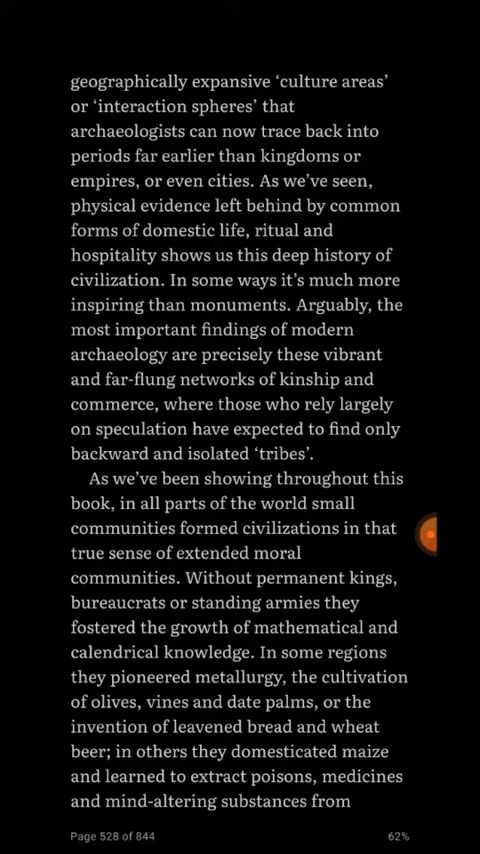 geographically expansive ‘culture areas’
or ‘interaction spheres’ that
archaeologists can now trace back into
periods far earlier than kingdoms or
empires, or even cities. As we’ve seen,
physical evidence left behind by common
forms of domestic life, ritual and
hospitality shows us this deep history of
civilization. In some ways it’s much more
inspiring than monuments. Arguably, the
most important findings of modern
archaeology are precisely these vibrant
and far-flung networks of kinship and
commerce, where those who rely largely
on speculation have expected to find only
backward and isolated ‘tribes’.
As we’ve been showing throughout this
book, in all parts of the world small
communities formed civilizations in that
true sense of extended moral
communities. Without permanent kings,
bureaucrats or standing armies they
fostered the growth of mathematical and
calendrical knowledge. In some regions
they pioneered metallurgy, the cultivation
of olives, vines and date palms, or the
invention of leavened bread and wheat
beer; in others they domesticated maize
and learned to extract poisons, medicines
and mind-altering substances from
Page 528 of 844 62%